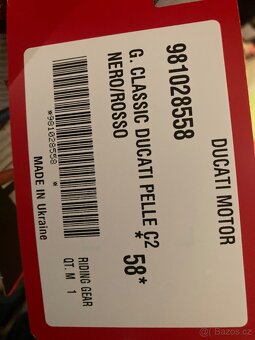 DUCATI MOTOR
981028558
G. CLASSIC DUCATI PELLE C2
NERO/ROSSO
* 58*
*981028558*
RIDING GEAR
QT. M 1
MADE IN Ukraine
sbazos.cz